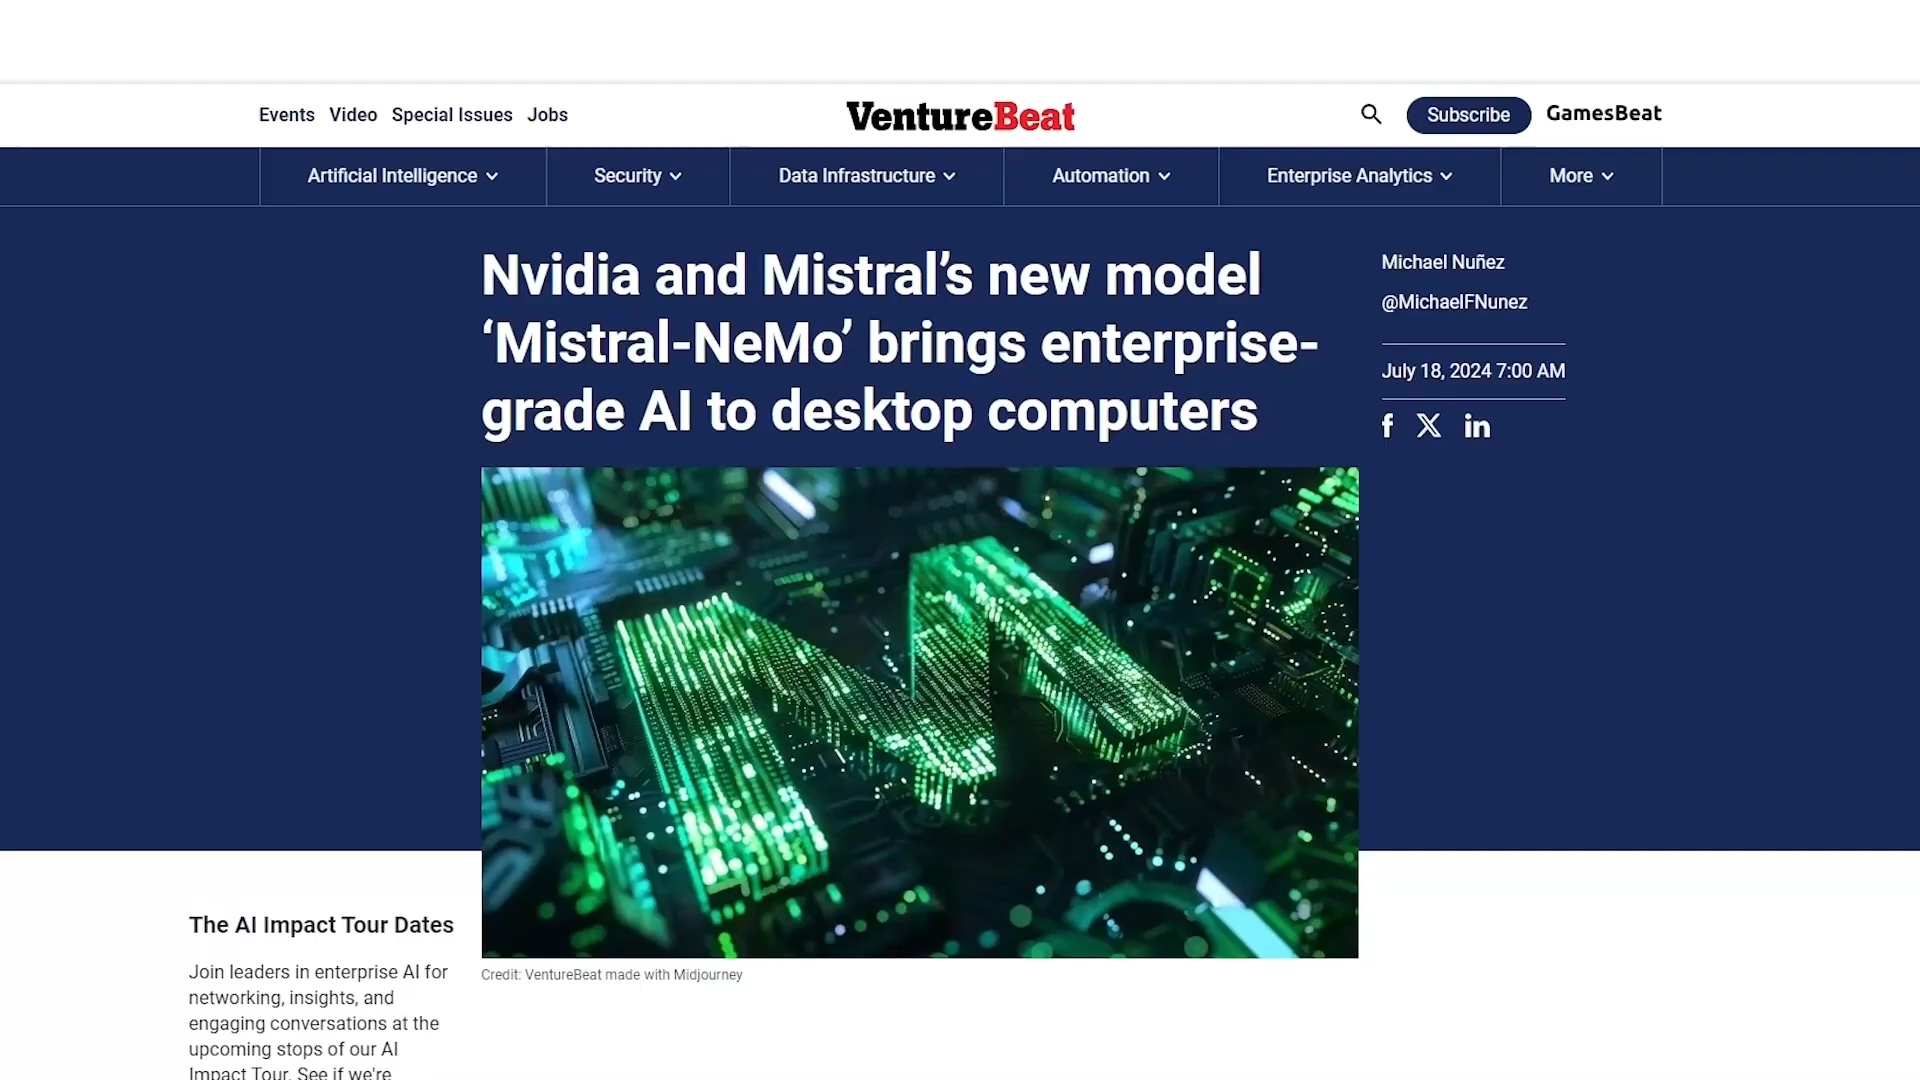 Events Video Special Issues Jobs
VentureBeat
Subscribe
GamesBeat
Artificial Intelligence
Security
Data Infrastructure
Automation
Enterprise Analytics
More
Nvidia and Mistral’s new model
‘Mistral-NeMo’ brings enterprise-
grade AI to desktop computers
Michael Nuñez
@MichaelFNunez
July 18, 2024 7:00 AM
Credit: VentureBeat made with Midjourney
The AI Impact Tour Dates
Join leaders in enterprise AI for
networking, insights, and
engaging conversations at the
upcoming stops of our AI
Impact Tour. See if we're